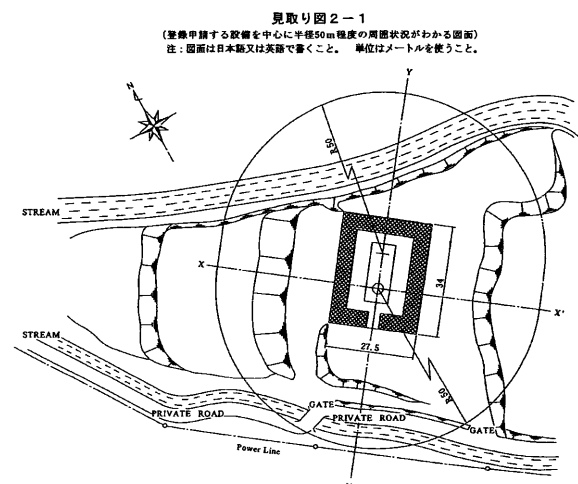 見取り図2－1
(登録申請する設備を中心に半径50m程度の周囲状況がわかる図面)
注：図面は日本語又は英語で書くこと。 単位はメートルを使うこと。
N
Y
R50
STREAM
X
34
X'
STREAM
27.5
R50
GATE
PRIVATE ROAD
PRIVATE ROAD
GATE
Power Line